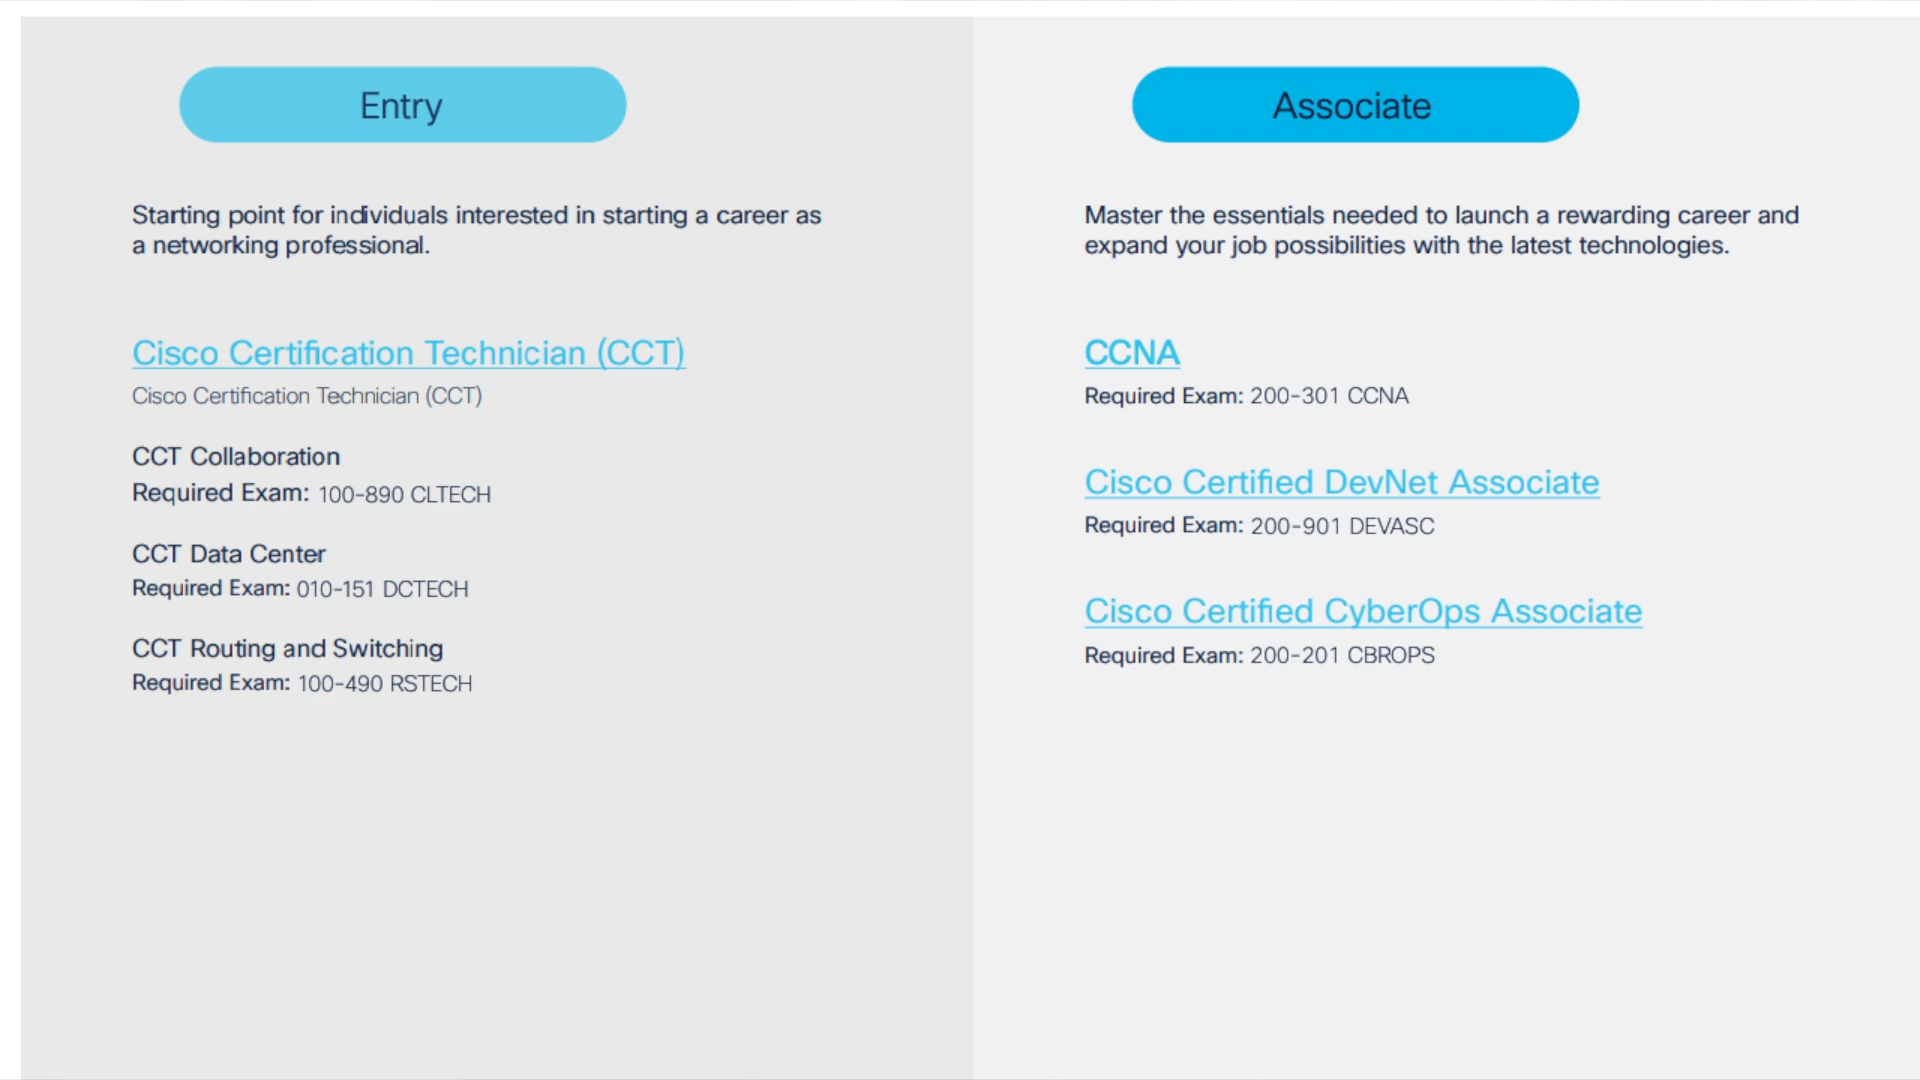 Entry
Starting point for individuals interested in starting a career as
a networking professional.
Cisco Certification Technician (CCT)
Cisco Certification Technician (CCT)
CCT Collaboration
Required Exam: 100-890 CLTECH
CCT Data Center
Required Exam: 010-151 DCTECH
CCT Routing and Switching
Required Exam: 100-490 RSTECH
Associate
Master the essentials needed to launch a rewarding career and
expand your job possibilities with the latest technologies.
CCNA
Required Exam: 200-301 CCNA
Cisco Certified DevNet Associate
Required Exam: 200-901 DEVASC
Cisco Certified CyberOps Associate
Required Exam: 200-201 CBROPS